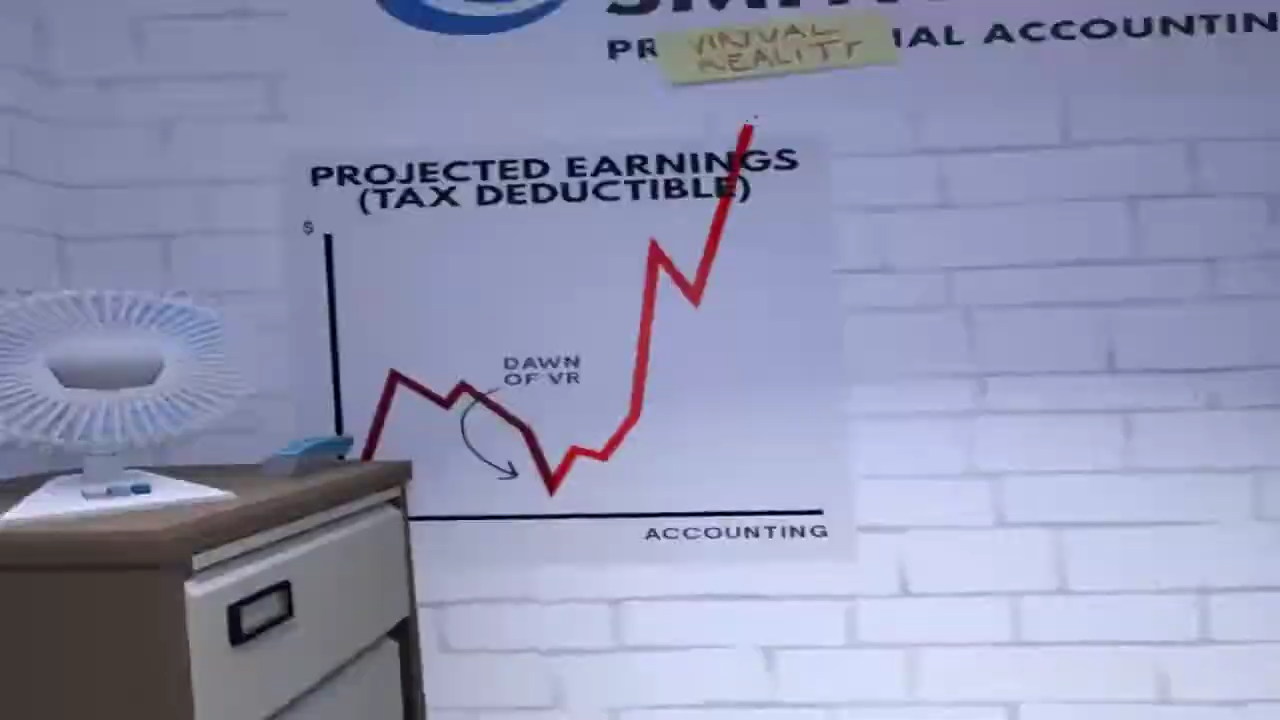 PR VIRTUAL IAL ACCOUNTIN
REALITY
PROJECTED EARNINGS
(TAX DEDUCTIBLE)
$
DAWN
OF VR
ACCOUNTING